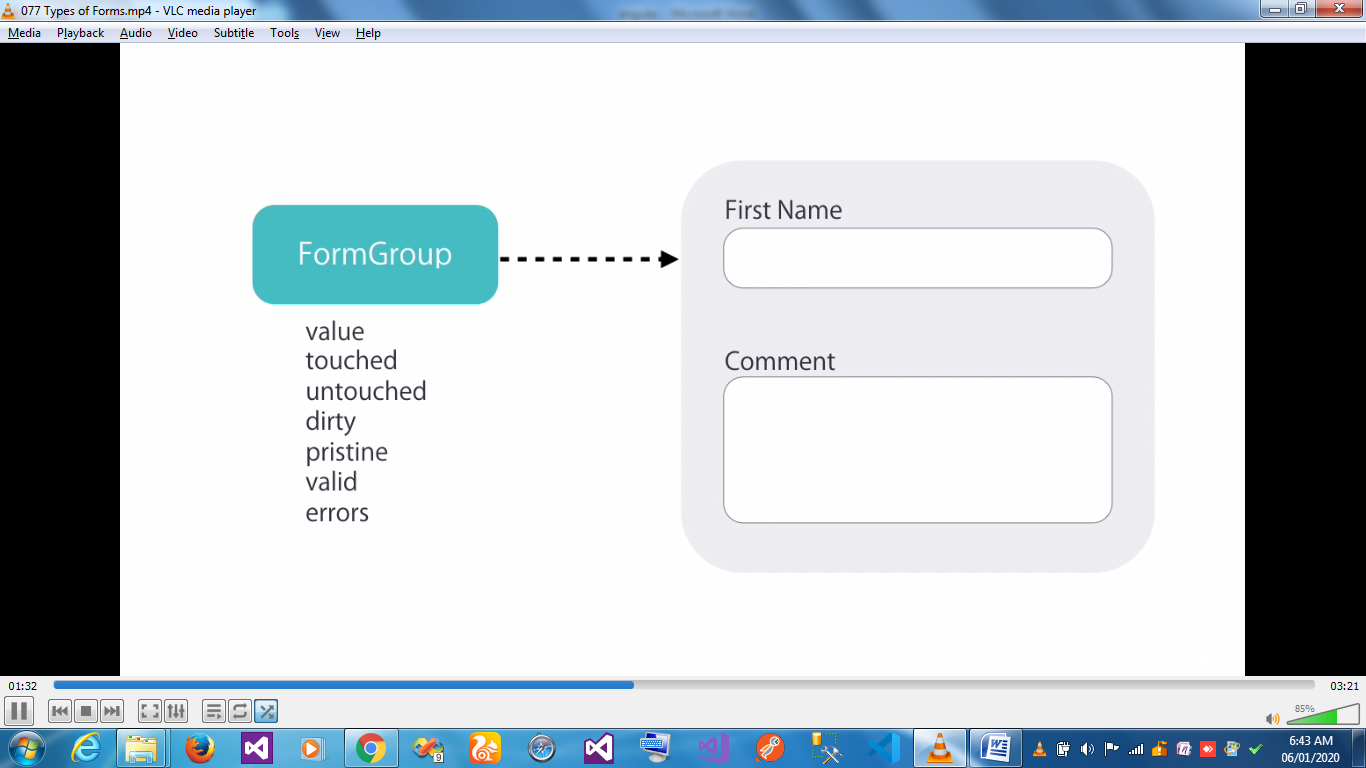 077 Types of Forms.mp4 - VLC media player
Media Playback Audio Video Subtitle Tools View Help
FormGroup
value
touched
untouched
dirty
pristine
valid
errors
First Name
Comment
01:32
03:21
85%
9
6:43 AM
06/01/2020